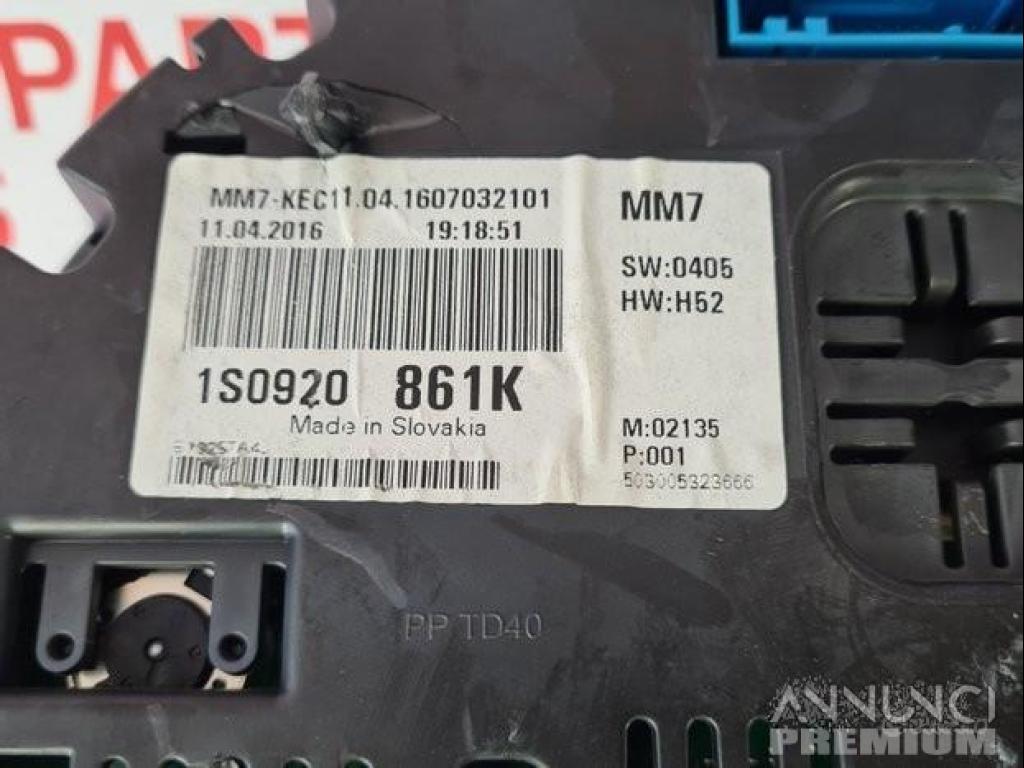 PART
S
MM7-KEC11.04.1607032101
11.04.2016 19:18:51
MM7
SW:0405
HW:H52
1S0920 861K
Made in Slovakia
M:02135
P:001
503005323666
PP TD40
ANNUNCI
PREMIUM